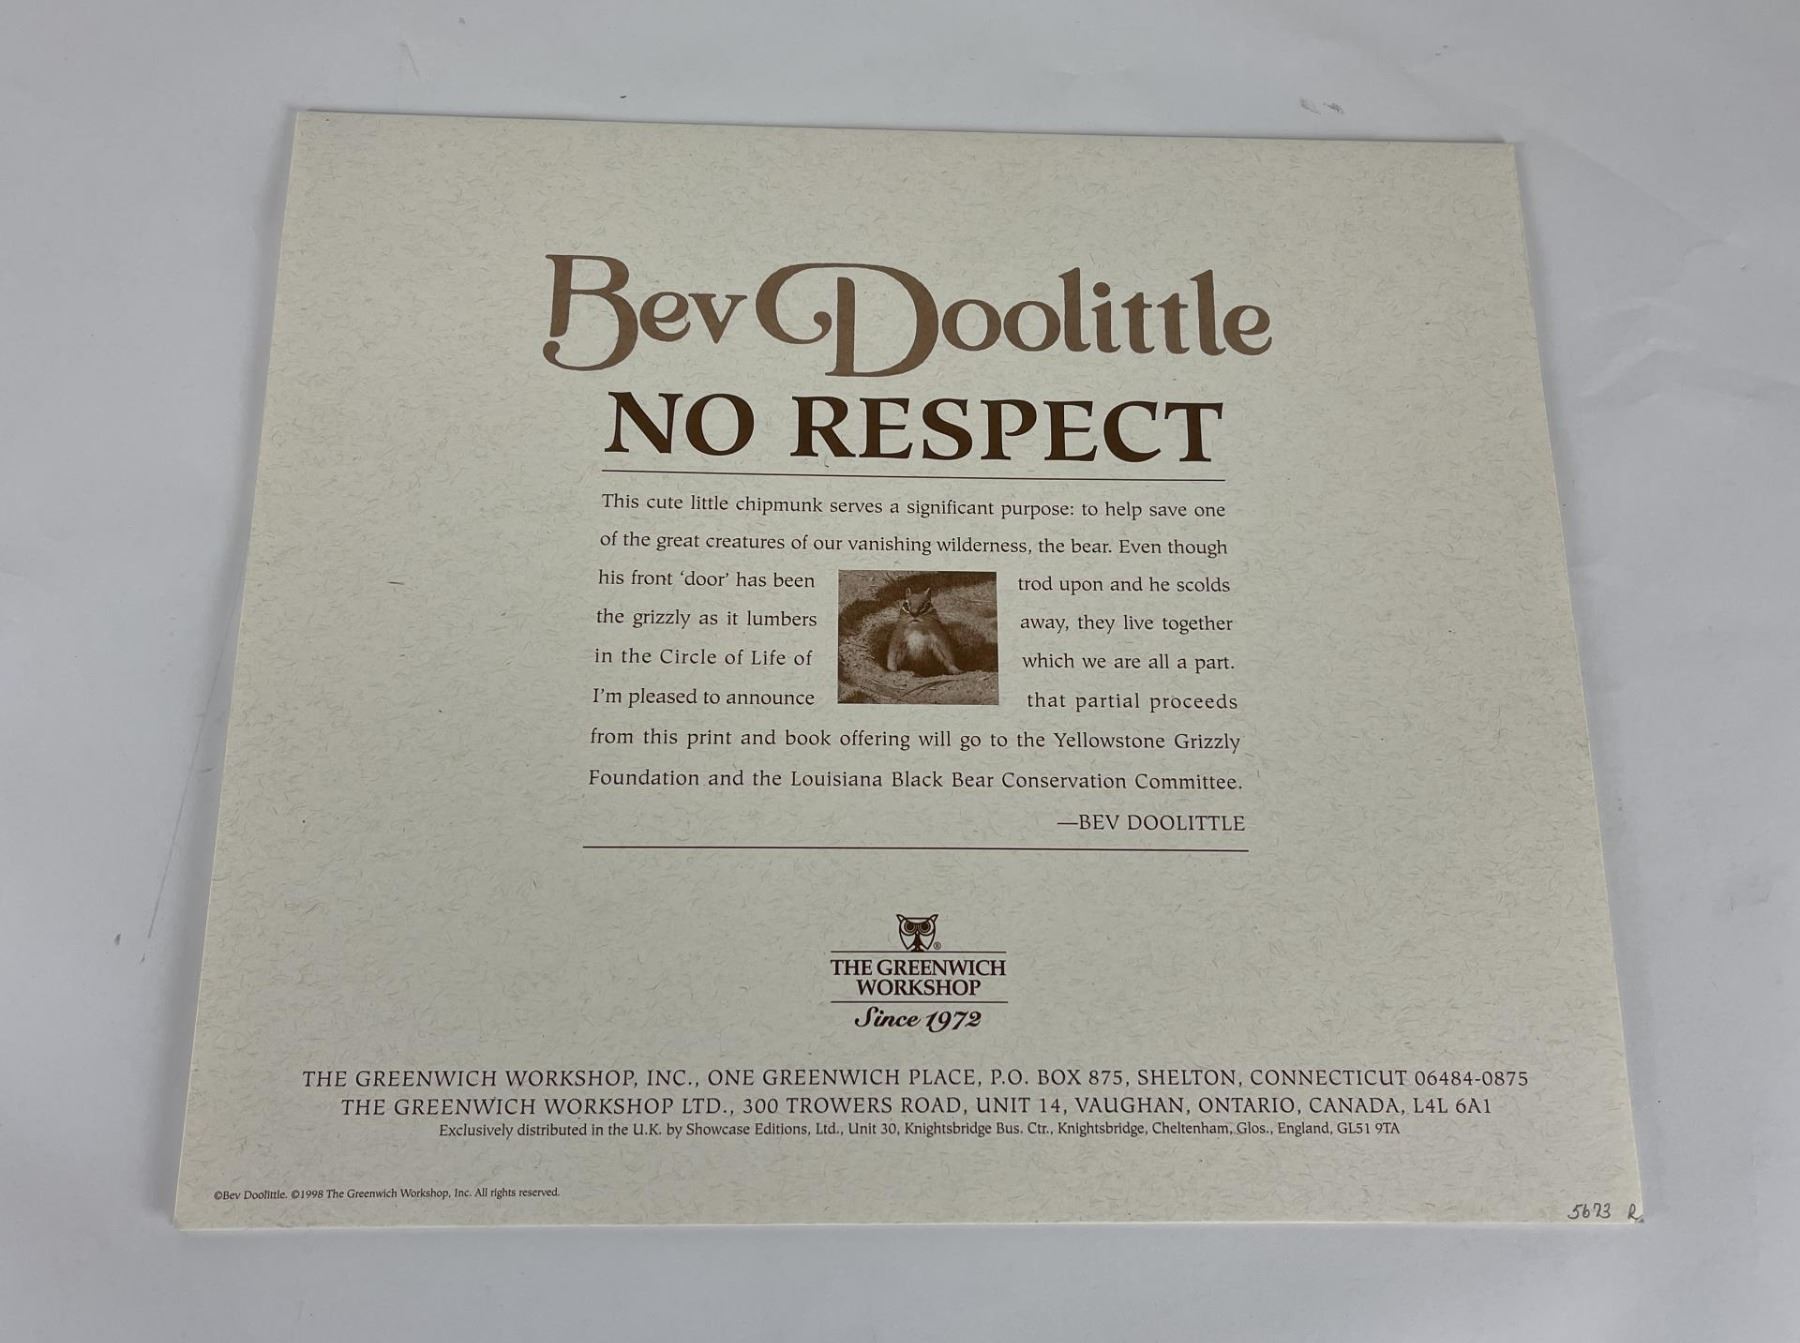 Bev Doolittle
NO RESPECT
This cute little chipmunk serves a significant purpose: to help save one
of the great creatures of our vanishing wilderness, the bear. Even though
his front ‘door’ has been trod upon and he scolds
the grizzly as it lumbers away, they live together
in the Circle of Life of which we are all a part.
I’m pleased to announce that partial proceeds
from this print and book offering will go to the Yellowstone Grizzly
Foundation and the Louisiana Black Bear Conservation Committee.
—BEV DOOLITTLE
®
THE GREENWICH
WORKSHOP
Since 1972
THE GREENWICH WORKSHOP, INC., ONE GREENWICH PLACE, P.O. BOX 875, SHELTON, CONNECTICUT 06484-0875
THE GREENWICH WORKSHOP LTD., 300 TROWERS ROAD, UNIT 14, VAUGHAN, ONTARIO, CANADA, L4L 6A1
Exclusively distributed in the U.K. by Showcase Editions, Ltd., Unit 30, Knightsbridge Bus. Ctr., Knightsbridge, Cheltenham, Glos., England, GL51 9TA
©Bev Doolittle. ©1998 The Greenwich Workshop, Inc. All rights reserved.
5673 R